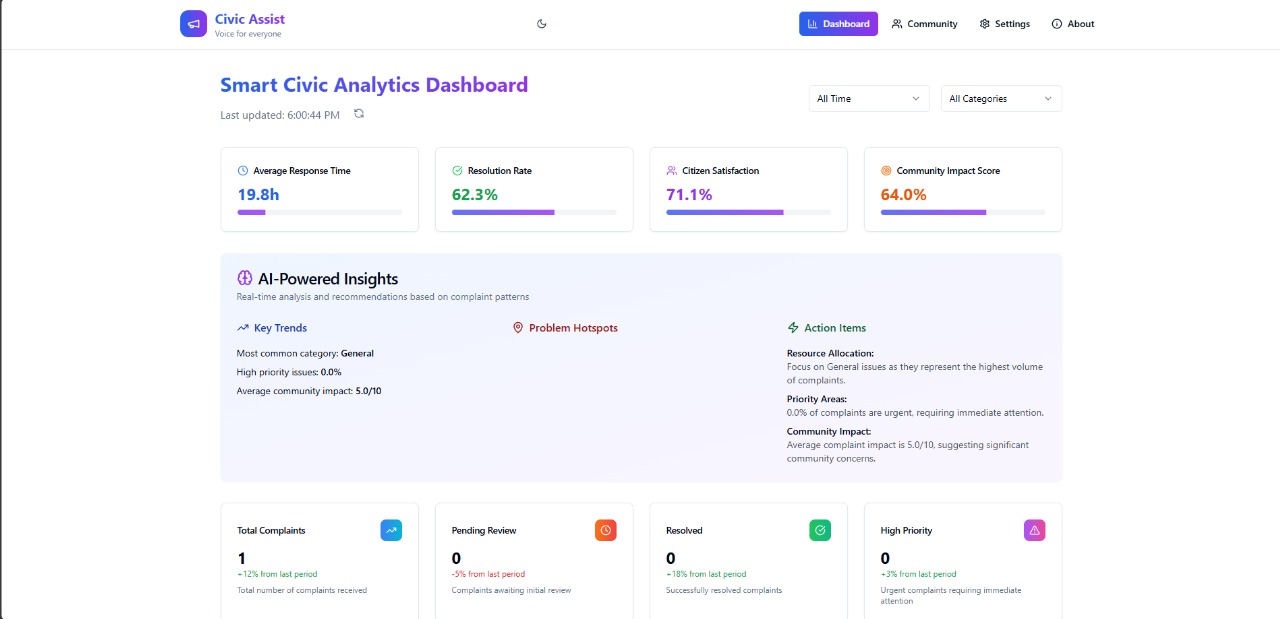 Civic Assist
Voice for everyone
Dashboard
Community
Settings
About
Smart Civic Analytics Dashboard
Last updated: 6:00:44 PM
All Time
All Categories
Average Response Time
19.8h
Resolution Rate
62.3%
Citizen Satisfaction
71.1%
Community Impact Score
64.0%
AI-Powered Insights
Real-time analysis and recommendations based on complaint patterns
Key Trends
Most common category: General
High priority issues: 0.0%
Average community impact: 5.0/10
Problem Hotspots
Action Items
Resource Allocation:
Focus on General issues as they represent the highest volume
of complaints.
Priority Areas:
0.0% of complaints are urgent, requiring immediate attention.
Community Impact:
Average complaint impact is 5.0/10, suggesting significant
community concerns.
Total Complaints
1
+12% from last period
Total number of complaints received
Pending Review
0
-5% from last period
Complaints awaiting initial review
Resolved
0
+18% from last period
Successfully resolved complaints
High Priority
0
+3% from last period
Urgent complaints requiring immediate
attention